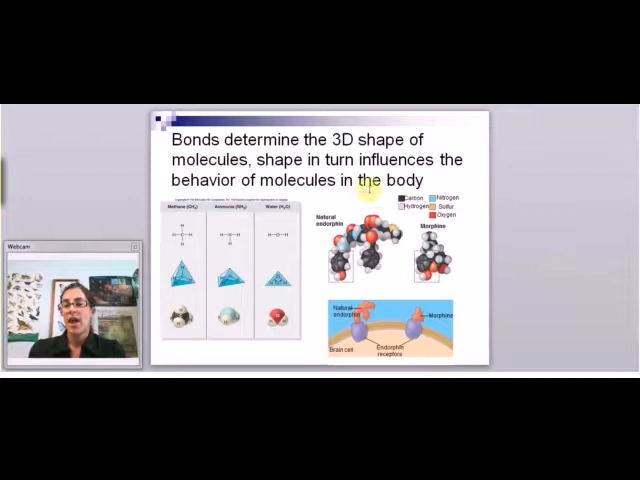 Bonds determine the 3D shape of
molecules, shape in turn influences the
behavior of molecules in the body
Webcam
Methane (CH₄) Ammonia (NH₃) Water (H₂O)
H
H-C-H
H
H-N-H
H
H-O-H
Carbon
Nitrogen
Hydrogen
Sulfur
Oxygen
Natural
endorphin
Morphine
Natural
endorphin
Morphine
Brain cell
Endorphin
receptors